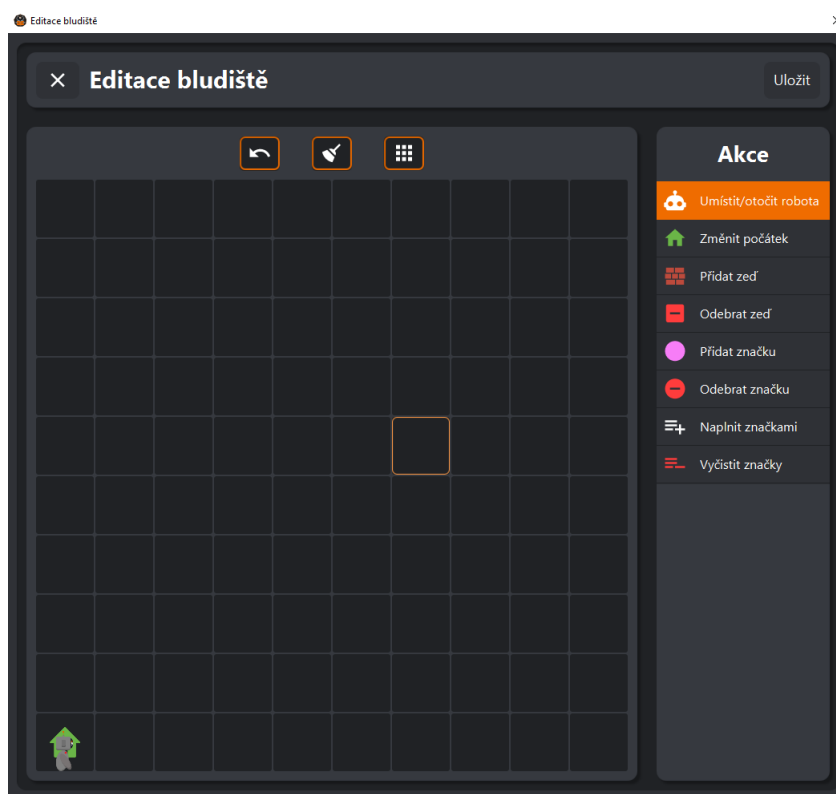 Editace bludiště
Editace bludiště
Uložit
Akce
Umístit/otočit robota
Změnit počátek
Přidat zeď
Odebrat zeď
Přidat značku
Odebrat značku
Naplnit značkami
Vyčistit značky